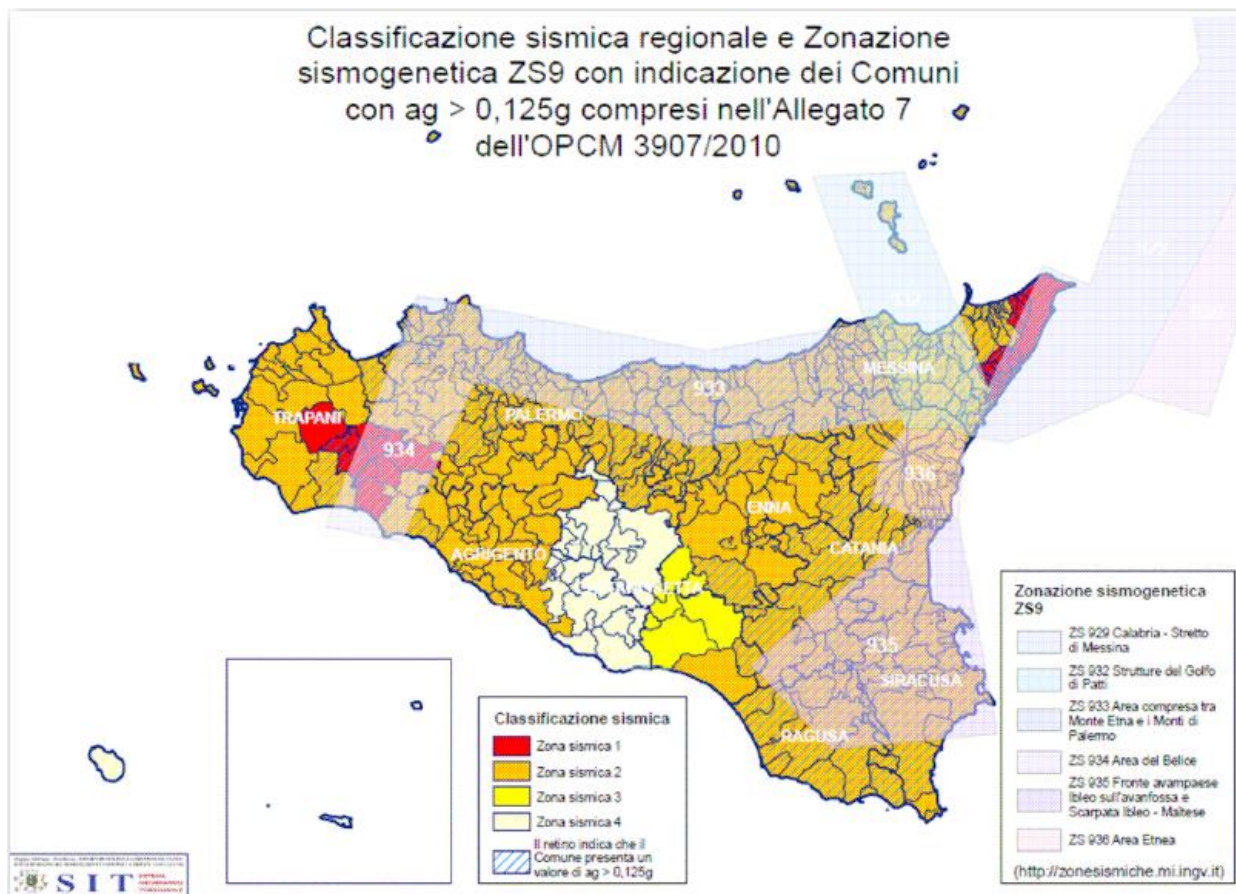 Classificazione sismica regionale e Zonazione
sismogenetica ZS9 con indicazione dei Comuni
con ag > 0,125g compresi nell'Allegato 7
dell'OPCM 3907/2010
MESSINA
933
PALERMO
TRAPANI
934
936
ENNA
CATANIA
AGRIGENTO
935
SIRACUSA
RAGUSA
Classificazione sismica
Zona sismica 1
Zona sismica 2
Zona sismica 3
Zona sismica 4
Il retino indica che il
Comune presenta un
valore di ag > 0,125g
Zonazione sismogenetica
ZS9
ZS 929 Calabria - Stretto
di Messina
ZS 932 Strutture del Golfo
di Patti
ZS 933 Area compresa tra
Monte Etna e i Monti di
Palermo
ZS 934 Area del Belice
ZS 935 Fronte avampaese
Ibleo sull'avanfossa e
Scarpata Ibleo - Maltese
ZS 936 Area Etnea
(http://zonesismiche.mi.ingv.it)
SIT